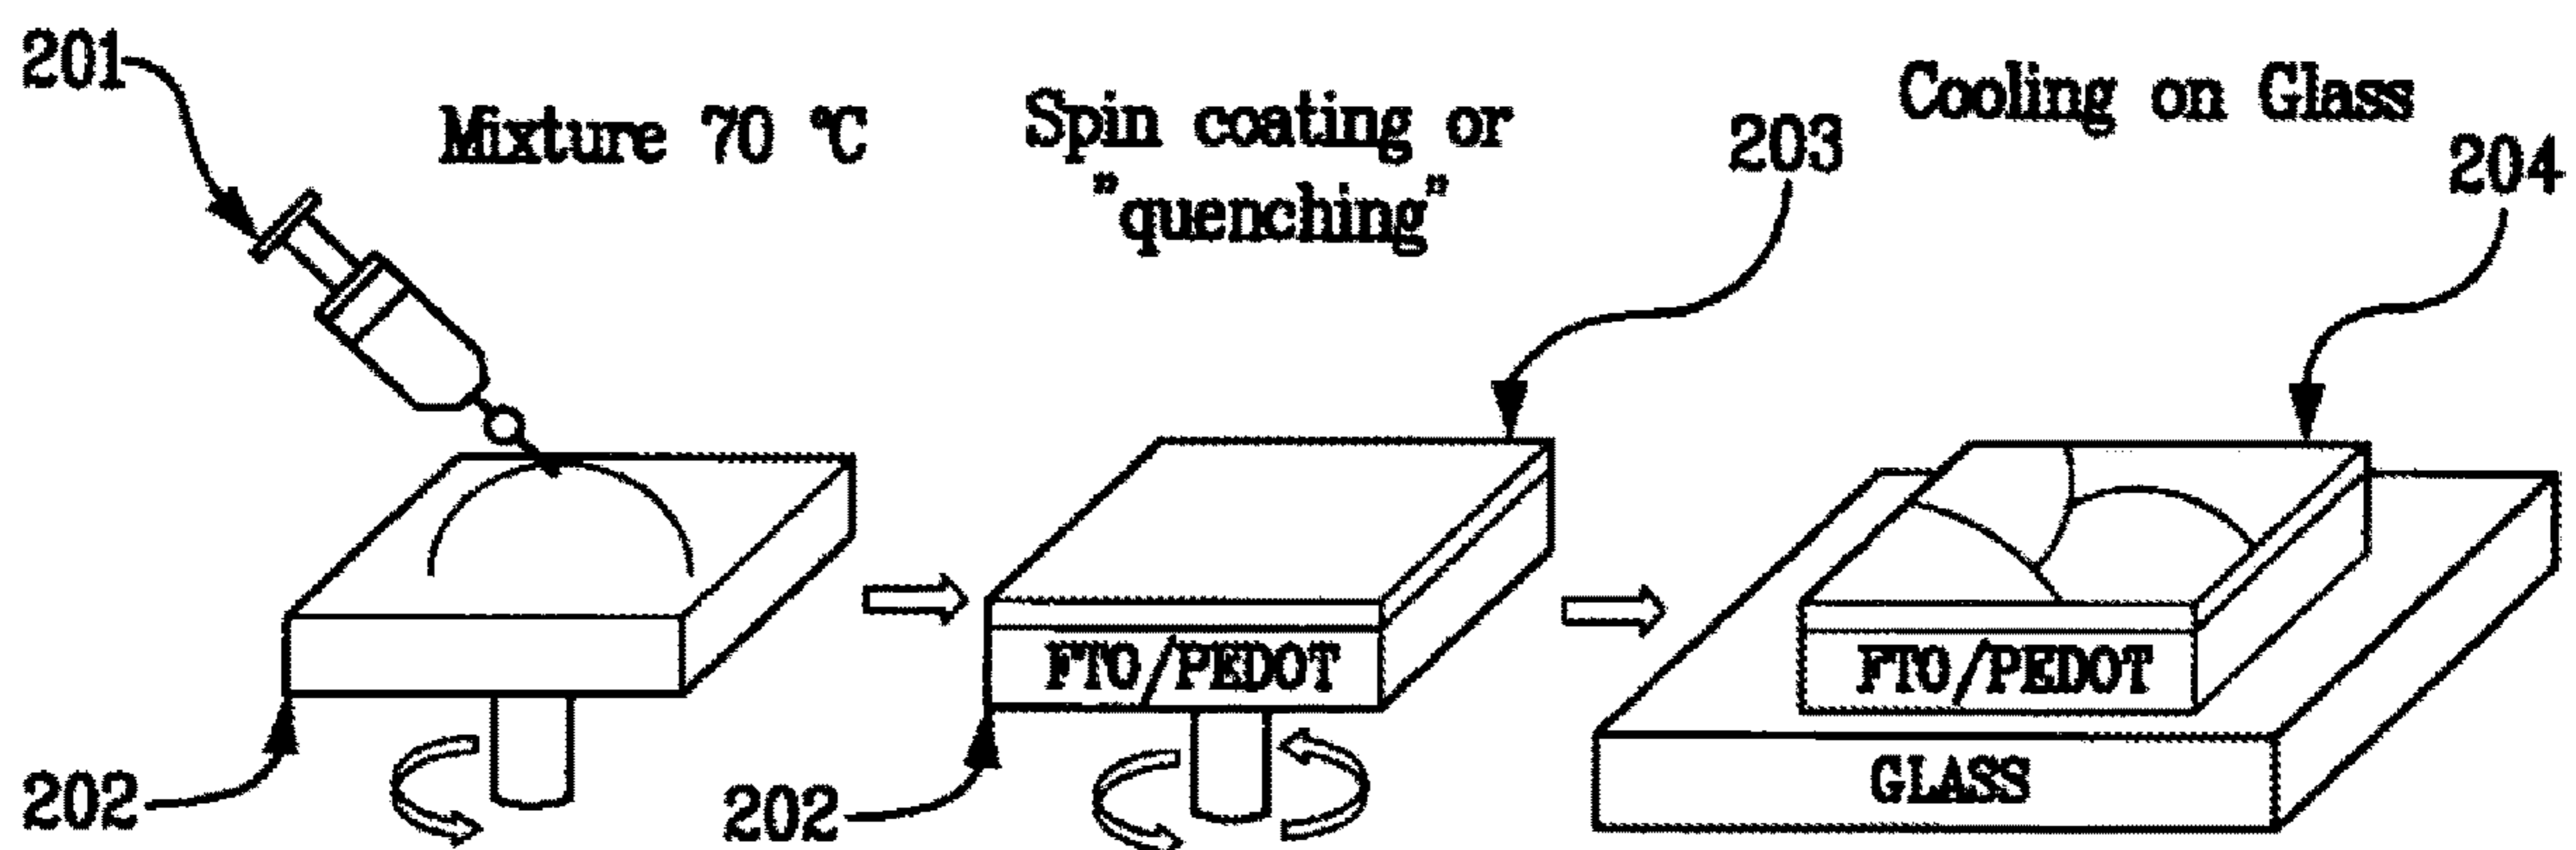 201
Mixture 70 °C
Spin coating or
"quenching"
203
Cooling on Glass
204
202
FTO/PEDOT
202
FTO/PEDOT
GLASS